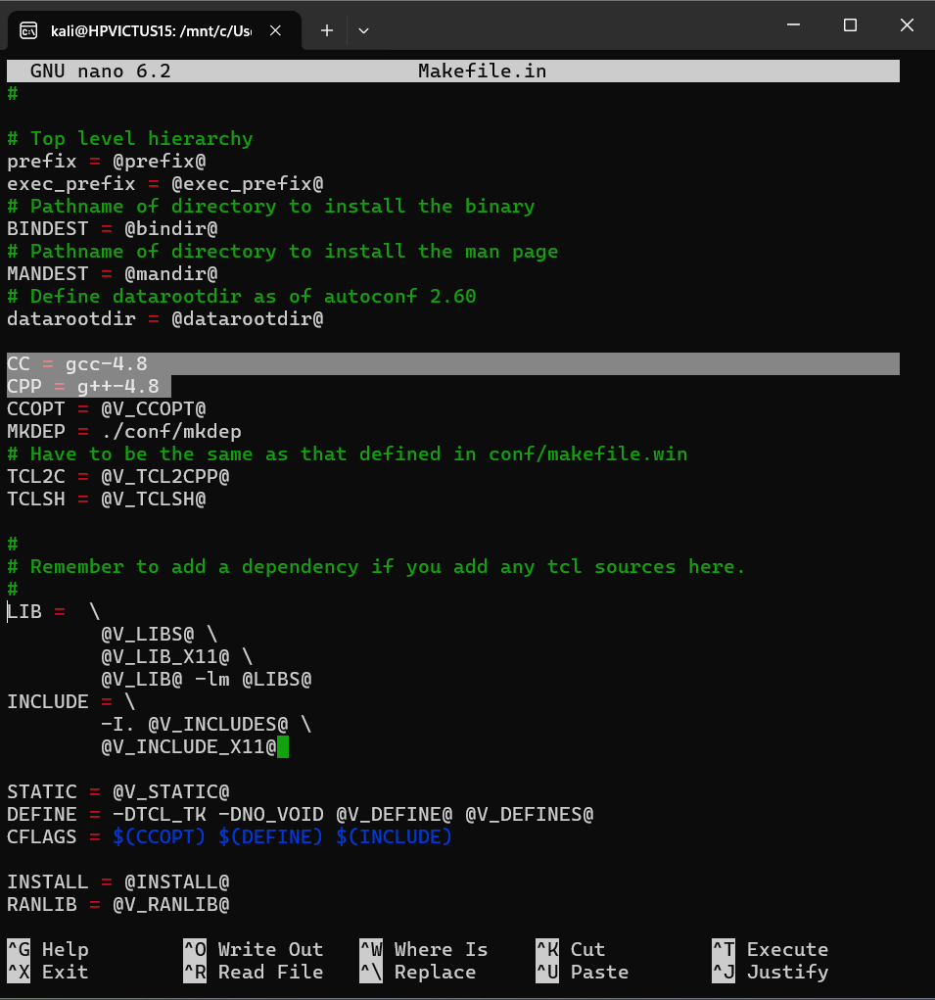 kali@HPVICTUS15: /mnt/c/Use
GNU nano 6.2 Makefile.in
#
# Top level hierarchy
prefix = @prefix@
exec_prefix = @exec_prefix@
# Pathname of directory to install the binary
BINDEST = @bindir@
# Pathname of directory to install the man page
MANDEST = @mandir@
# Define datarootdir as of autoconf 2.60
datarootdir = @datarootdir@
CC = gcc-4.8
CPP = g++-4.8
CCOPT = @V_CCOPT@
MKDEP = ./conf/mkdep
# Have to be the same as that defined in conf/makefile.win
TCL2C = @V_TCL2CPP@
TCLSH = @V_TCLSH@
#
# Remember to add a dependency if you add any tcl sources here.
#
LIB = \
@V_LIBS@ \
@V_LIB_X11@ \
@V_LIB@ -lm @LIBS@
INCLUDE = \
-I. @V_INCLUDES@ \
@V_INCLUDE_X11@
STATIC = @V_STATIC@
DEFINE = -DTCL_TK -DNO_VOID @V_DEFINE@ @V_DEFINES@
CFLAGS = $(CCOPT) $(DEFINE) $(INCLUDE)
INSTALL = @INSTALL@
RANLIB = @V_RANLIB@
^G Help ^O Write Out ^W Where Is ^K Cut ^T Execute
^X Exit ^R Read File ^\ Replace ^U Paste ^J Justify